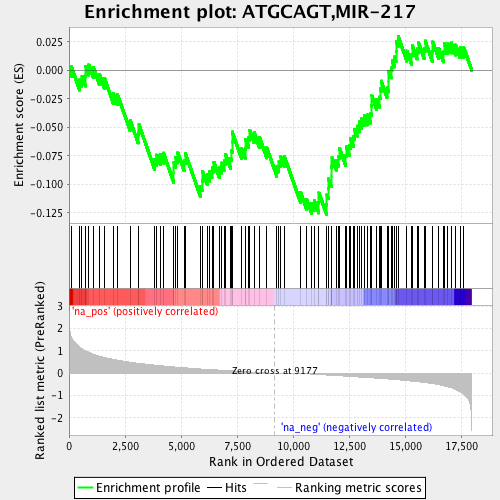 Enrichment plot: ATGCAGT,MIR-217
Enrichment score (ES)
0.025
0.000
-0.025
-0.050
-0.075
-0.100
-0.125
'na_pos' (positively correlated)
Ranked list metric (PreRanked)
3
2
1
0
-1
-2
Zero cross at 9177
'na_neg' (negatively correlated)
0
2,500
5,000
7,500
10,000
12,500
15,000
17,500
Rank in Ordered Dataset
Enrichment profile
Hits
Ranking metric scores